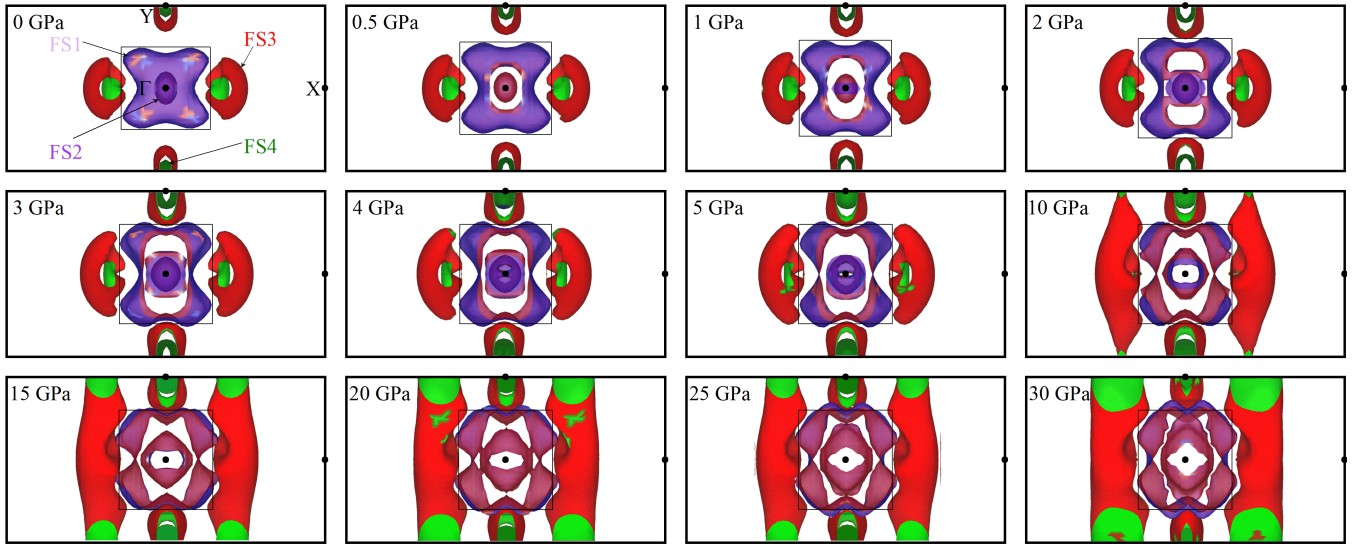 0 GPa
Y
FS1
FS3
Γ
X
FS2
FS4
0.5 GPa
1 GPa
2 GPa
3 GPa
4 GPa
5 GPa
10 GPa
15 GPa
20 GPa
25 GPa
30 GPa